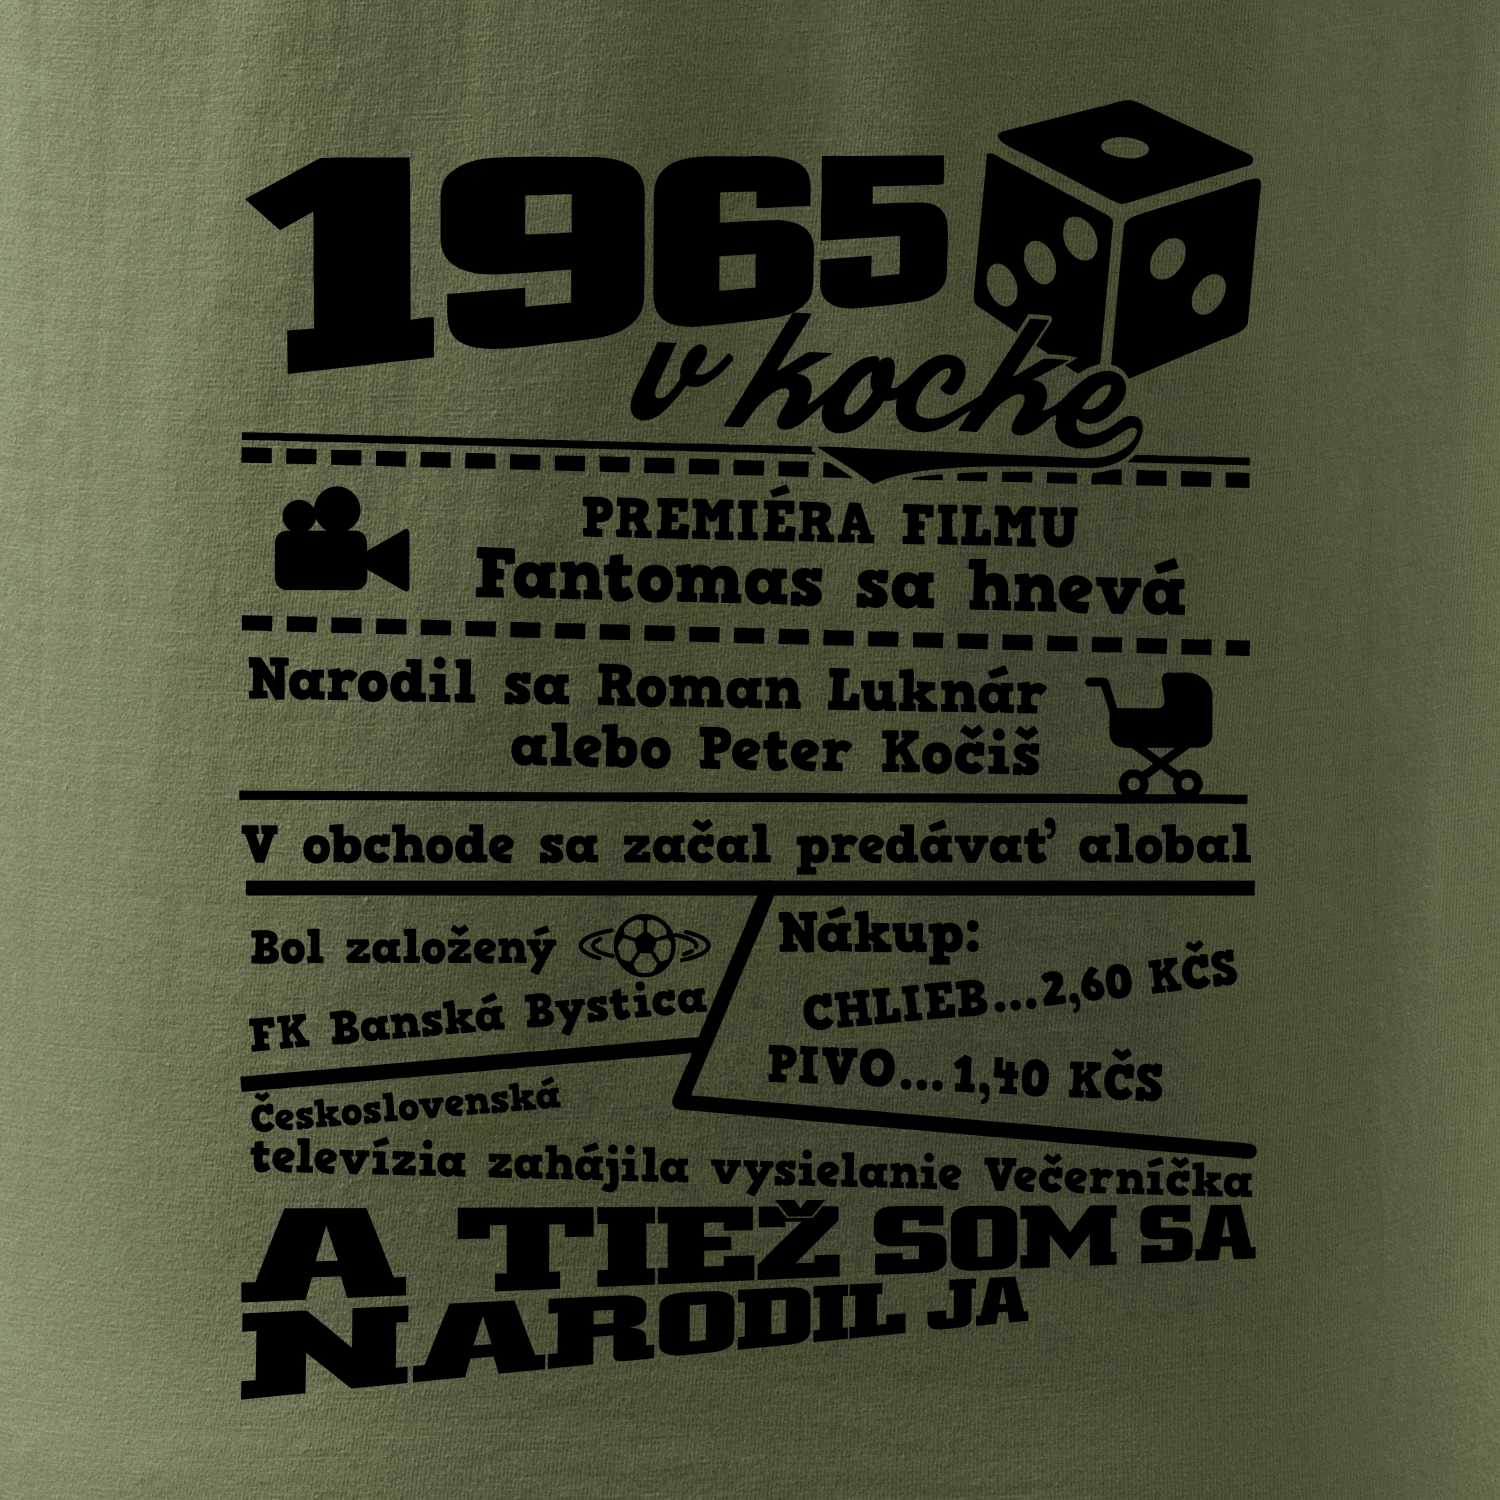 1965
v kocke
PREMIÉRA FILMU
Fantomas sa hnevá
Narodil sa Roman Luknár
alebo Peter Kočiš
V obchode sa začal predávať alobal
Bol založený
FK Banská Bystica
Nákup:
CHLIEB...2,60 KČS
PIVO...1,40 KČS
Československá
televízia zahájila vysielanie Večerníčka
A TIEŽ SOM SA
NARODIL JA